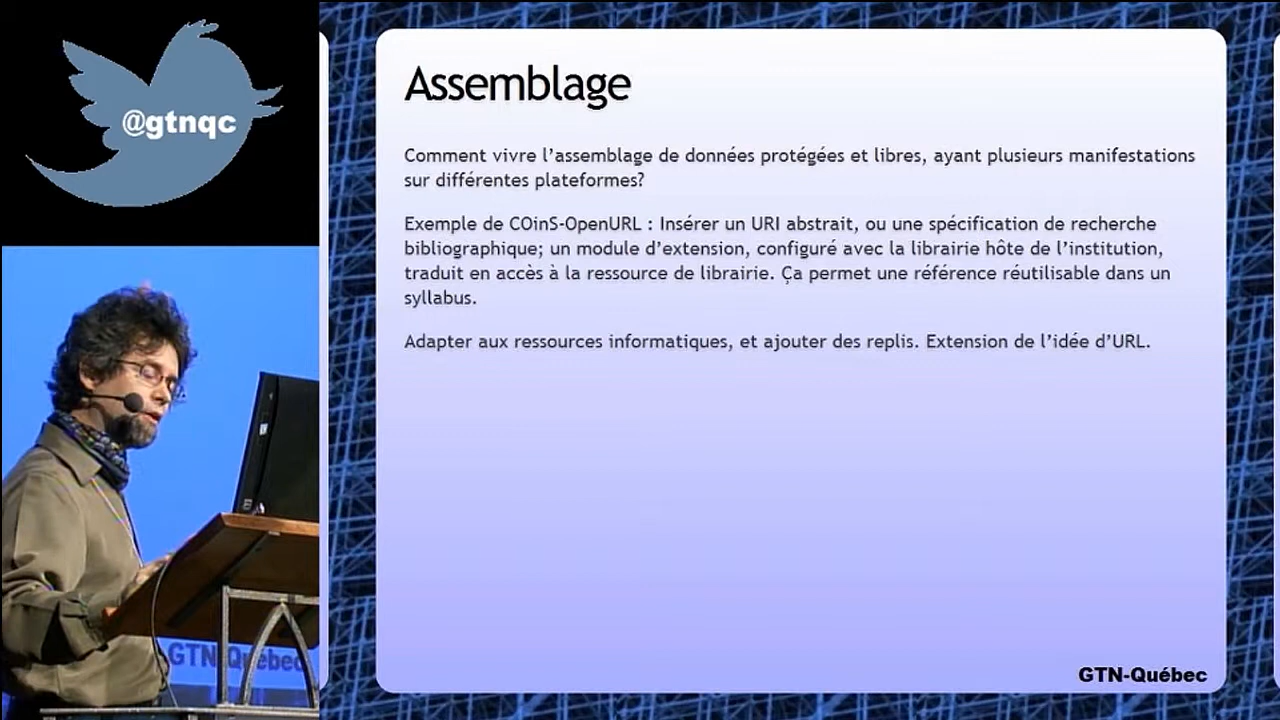 @gtnqc
Assemblage
Comment vivre l’assemblage de données protégées et libres, ayant plusieurs manifestations
sur différentes plateformes?
Exemple de COinS-OpenURL : Insérer un URI abstrait, ou une spécification de recherche
bibliographique; un module d’extension, configuré avec la librairie hôte de l’institution,
traduit en accès à la ressource de librairie. Ça permet une référence réutilisable dans un
syllabus.
Adapter aux ressources informatiques, et ajouter des replis. Extension de l’idée d’URL.
GTN-Québec
GTN-Québec